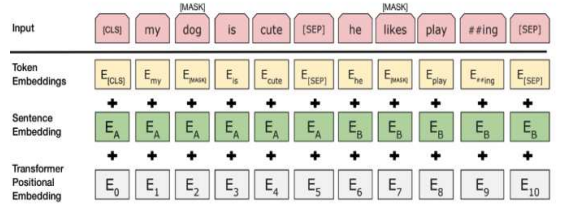 [MASK] [MASK]
Input [CLS] my dog is cute [SEP] he likes play ##ing [SEP]
Token
Embeddings
E[CLS] Emy E[MASK] Eis Ecute E[SEP] Ehe E[MASK] Eplay E##ing E[SEP]
+ + + + + + + + + + +
Sentence
Embedding
EA EA EA EA EA EA EB EB EB EB EB
+ + + + + + + + + + +
Transformer
Positional
Embedding
E0 E1 E2 E3 E4 E5 E6 E7 E8 E9 E10